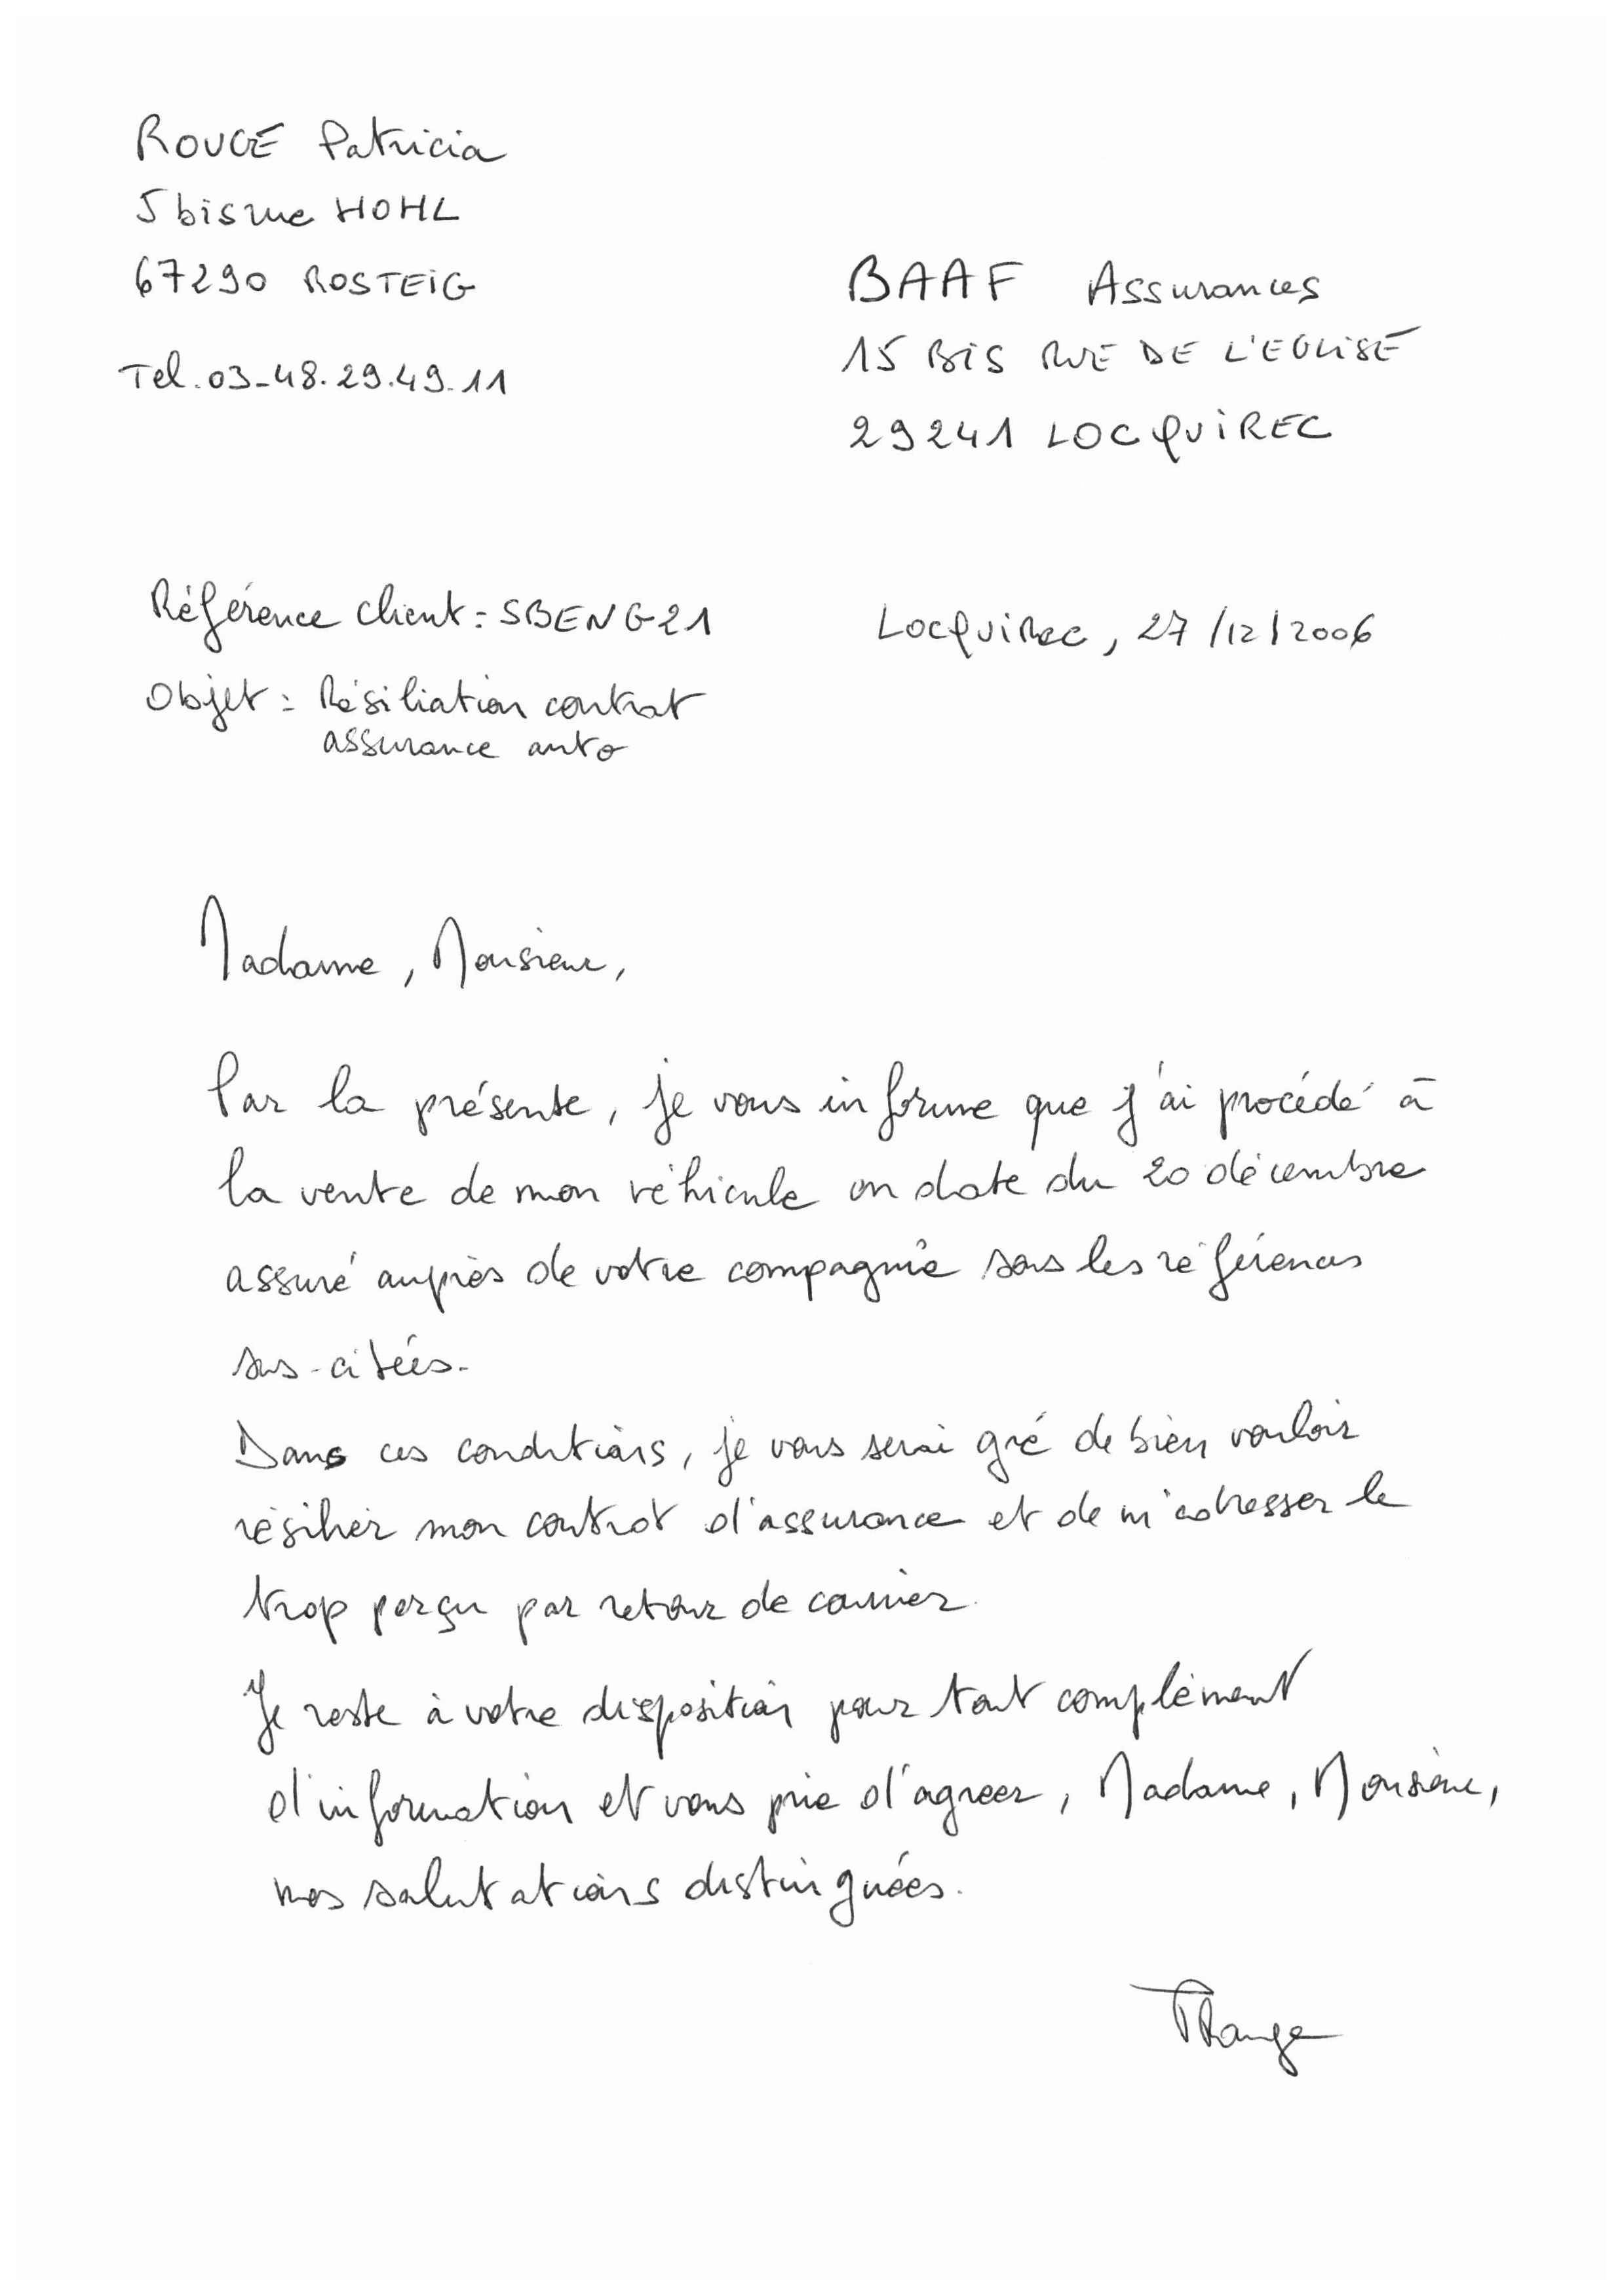 ROUGE Patricia
5 bis rue HOHL
67290 ROSTEIG
Tel. 03-48.29.49.11
BAAF Assurances
15 BIS RUE DE L'EGLISE
29241 LOCQUIREC
Référence client : SBENG21
Locquirec, 27/12/2006
Objet : Résiliation contrat
assurance auto
Madame, Monsieur,
Par la présente, je vous informe que j'ai procédé à
la vente de mon véhicule en date du 20 décembre
assuré auprès de votre compagnie sous les références
sus-citées.
Dans ces conditions, je vous serai gré de bien vouloir
résilier mon contrat d'assurance et de m'adresser le
trop perçu par retour de courrier.
Je reste à votre disposition pour tout complément
d'information et vous prie d'agréer, Madame, Monsieur,
mes salutations distinguées.